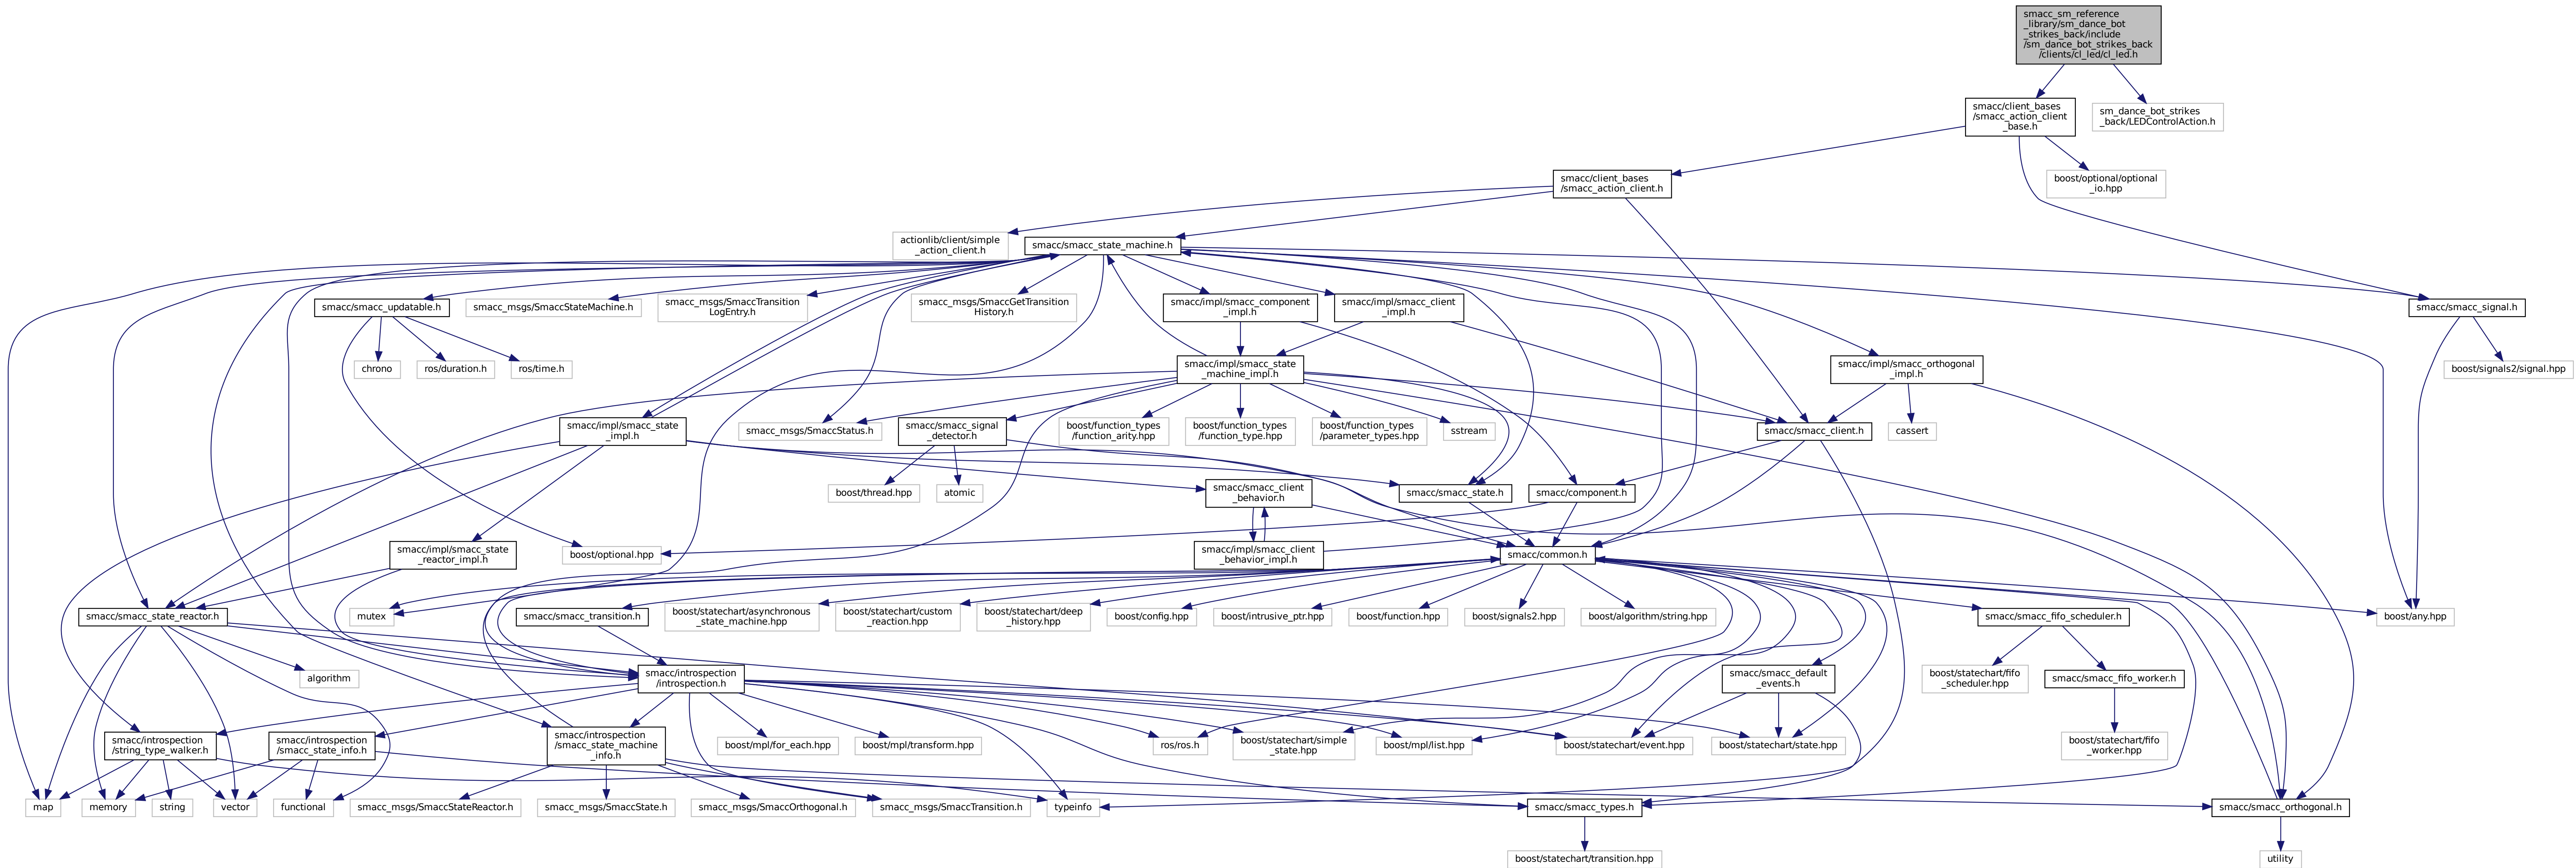 smacc_sm_reference
_library/sm_dance_bot
_strikes_back/include
/sm_dance_bot_strikes_back
/clients/cl_led/cl_led.h
smacc/client_bases
/smacc_action_client
_base.h
sm_dance_bot_strikes
_back/LEDControlAction.h
smacc/client_bases
/smacc_action_client.h
boost/optional/optional
_io.hpp
actionlib/client/simple
_action_client.h
smacc/smacc_state_machine.h
smacc/smacc_updatable.h
smacc_msgs/SmaccStateMachine.h
smacc_msgs/SmaccTransition
LogEntry.h
smacc_msgs/SmaccGetTransition
History.h
smacc/impl/smacc_component
_impl.h
smacc/impl/smacc_client
_impl.h
smacc/smacc_signal.h
chrono
ros/duration.h
ros/time.h
smacc/impl/smacc_state
_machine_impl.h
smacc/impl/smacc_orthogonal
_impl.h
boost/signals2/signal.hpp
smacc/impl/smacc_state
_impl.h
smacc_msgs/SmaccStatus.h
smacc/smacc_signal
_detector.h
boost/function_types
/function_arity.hpp
boost/function_types
/function_type.hpp
boost/function_types
/parameter_types.hpp
sstream
smacc/smacc_client.h
cassert
boost/thread.hpp
atomic
smacc/smacc_client
_behavior.h
smacc/smacc_state.h
smacc/component.h
smacc/impl/smacc_state
_reactor_impl.h
boost/optional.hpp
smacc/impl/smacc_client
_behavior_impl.h
smacc/common.h
smacc/smacc_state_reactor.h
mutex
smacc/smacc_transition.h
boost/statechart/asynchronous
_state_machine.hpp
boost/statechart/custom
_reaction.hpp
boost/statechart/deep
_history.hpp
boost/config.hpp
boost/intrusive_ptr.hpp
boost/function.hpp
boost/signals2.hpp
boost/algorithm/string.hpp
smacc/smacc_fifo_scheduler.h
boost/any.hpp
algorithm
smacc/introspection
/introspection.h
smacc/smacc_default
_events.h
boost/statechart/fifo
_scheduler.hpp
smacc/smacc_fifo_worker.h
smacc/introspection
/string_type_walker.h
smacc/introspection
/smacc_state_info.h
smacc/introspection
/smacc_state_machine
_info.h
boost/mpl/for_each.hpp
boost/mpl/transform.hpp
ros/ros.h
boost/statechart/simple
_state.hpp
boost/mpl/list.hpp
boost/statechart/event.hpp
boost/statechart/state.hpp
boost/statechart/fifo
_worker.hpp
map
memory
string
vector
functional
smacc_msgs/SmaccStateReactor.h
smacc_msgs/SmaccState.h
smacc_msgs/SmaccOrthogonal.h
smacc_msgs/SmaccTransition.h
typeinfo
smacc/smacc_types.h
smacc/smacc_orthogonal.h
boost/statechart/transition.hpp
utility